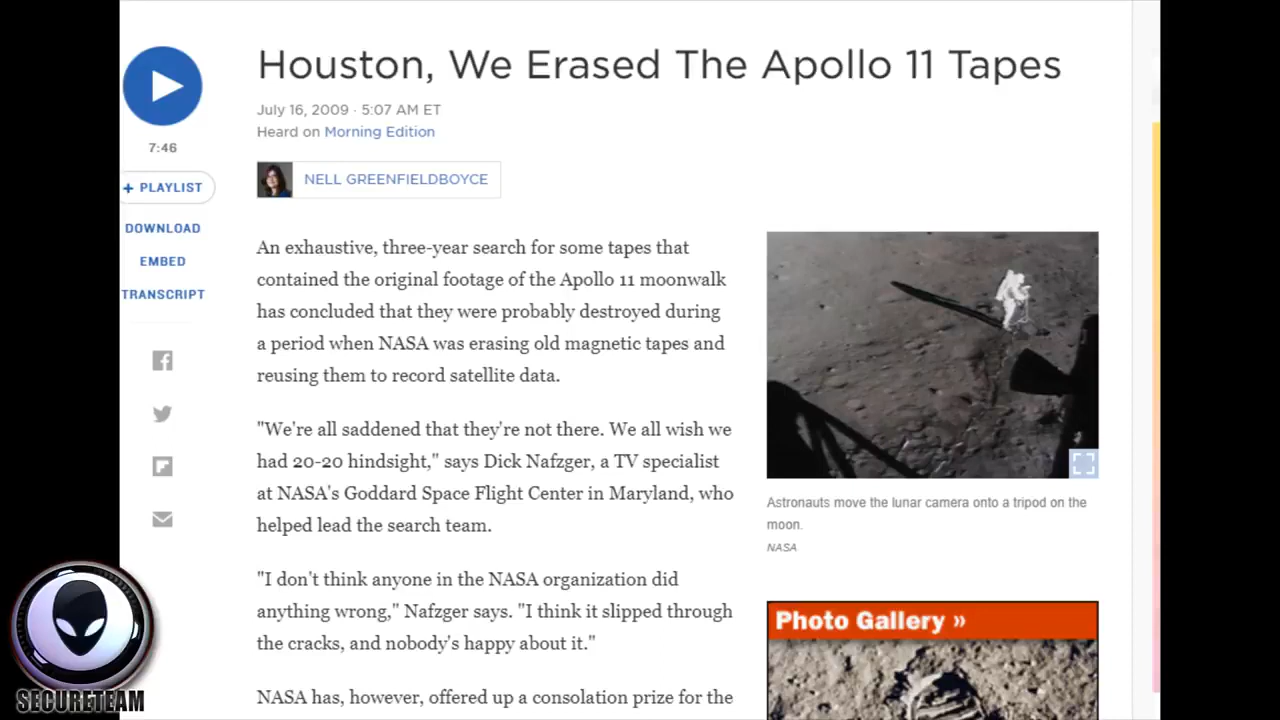 Houston, We Erased The Apollo 11 Tapes
July 16, 2009 · 5:07 AM ET
Heard on Morning Edition
7:46
+ PLAYLIST
DOWNLOAD
EMBED
TRANSCRIPT
NELL GREENFIELDBOYCE
An exhaustive, three-year search for some tapes that
contained the original footage of the Apollo 11 moonwalk
has concluded that they were probably destroyed during
a period when NASA was erasing old magnetic tapes and
reusing them to record satellite data.
"We're all saddened that they're not there. We all wish we
had 20-20 hindsight," says Dick Nafzger, a TV specialist
at NASA's Goddard Space Flight Center in Maryland, who
helped lead the search team.
"I don't think anyone in the NASA organization did
anything wrong," Nafzger says. "I think it slipped through
the cracks, and nobody's happy about it."
NASA has, however, offered up a consolation prize for the
Astronauts move the lunar camera onto a tripod on the
moon.
NASA
Photo Gallery »
SECURETEAM